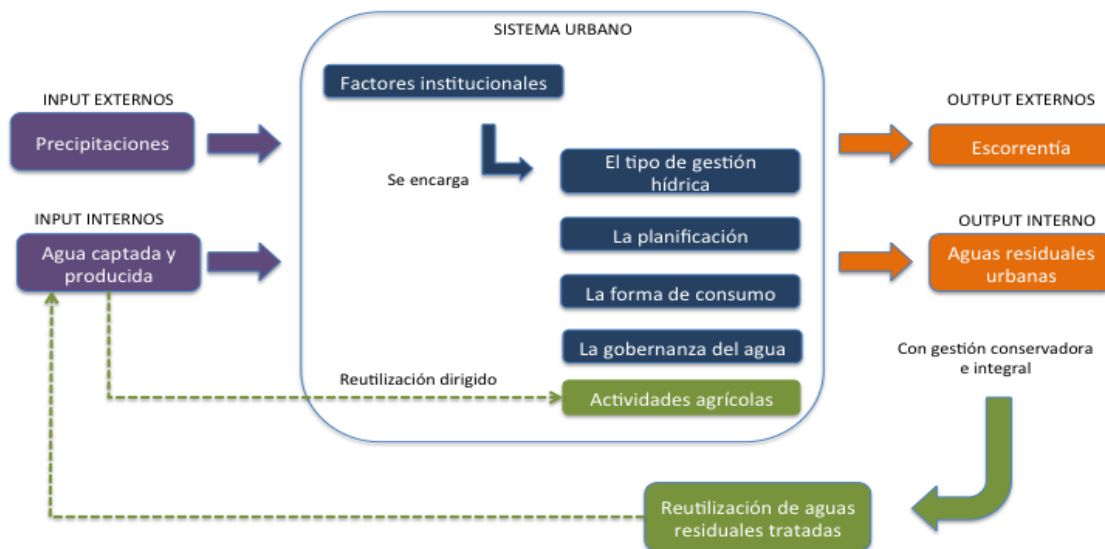 SISTEMA URBANO
Factores institucionales
INPUT EXTERNOS
Precipitaciones
OUTPUT EXTERNOS
Escorrentía
Se encarga
El tipo de gestión
hídrica
INPUT INTERNOS
Agua captada y
producida
La planificación
OUTPUT INTERNO
Aguas residuales
urbanas
La forma de consumo
La gobernanza del agua
Con gestión conservadora
e integral
Reutilización dirigido
Actividades agrícolas
Reutilización de aguas
residuales tratadas